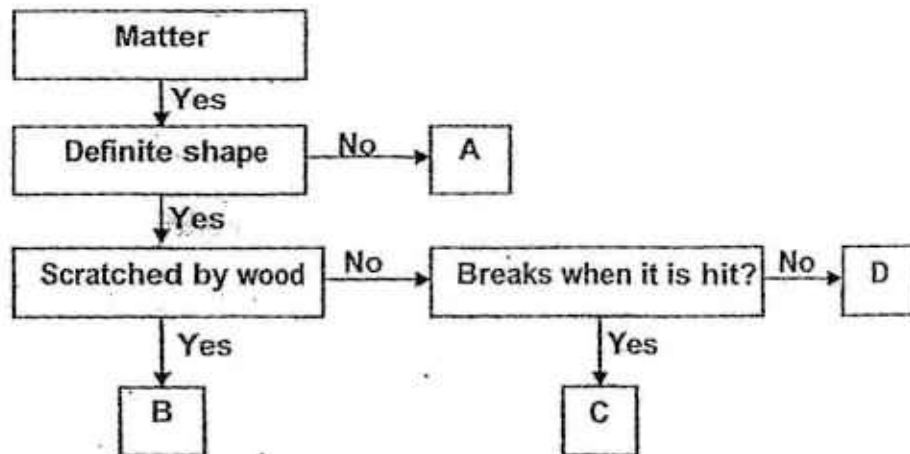 Matter
Yes
Definite shape
No
A
Yes
Scratched by wood
No
Breaks when it is hit?
No
D
Yes
Yes
B
C